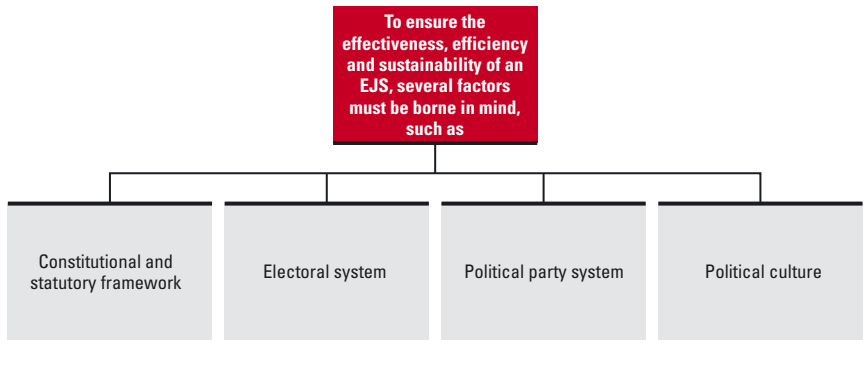 To ensure the
effectiveness, efficiency
and sustainability of an
EJS, several factors
must be borne in mind,
such as
Constitutional and
statutory framework
Electoral system
Political party system
Political culture